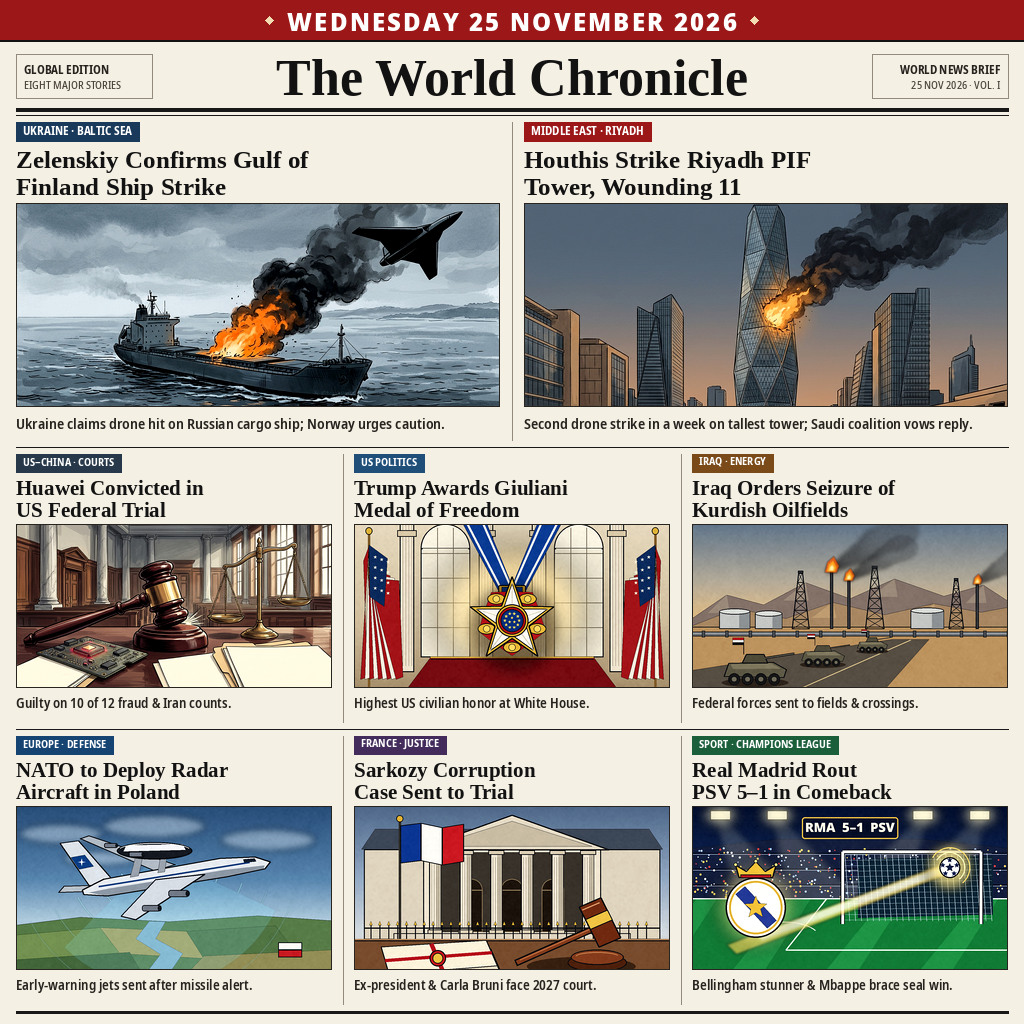 WEDNESDAY 25 NOVEMBER 2026
GLOBAL EDITION
EIGHT MAJOR STORIES
The World Chronicle
WORLD NEWS BRIEF
25 NOV 2026 · VOL. I
UKRAINE · BALTIC SEA
Zelenskiy Confirms Gulf of
Finland Ship Strike
Ukraine claims drone hit on Russian cargo ship; Norway urges caution.
MIDDLE EAST · RIYADH
Houthis Strike Riyadh PIF
Tower, Wounding 11
Second drone strike in a week on tallest tower; Saudi coalition vows reply.
US–CHINA · COURTS
Huawei Convicted in
US Federal Trial
Guilty on 10 of 12 fraud & Iran counts.
US POLITICS
Trump Awards Giuliani
Medal of Freedom
Highest US civilian honor at White House.
IRAQ · ENERGY
Iraq Orders Seizure of
Kurdish Oilfields
Federal forces sent to fields & crossings.
EUROPE · DEFENSE
NATO to Deploy Radar
Aircraft in Poland
Early-warning jets sent after missile alert.
FRANCE · JUSTICE
Sarkozy Corruption
Case Sent to Trial
Ex-president & Carla Bruni face 2027 court.
SPORT · CHAMPIONS LEAGUE
Real Madrid Rout
PSV 5–1 in Comeback
RMA 5–1 PSV
Bellingham stunner & Mbappe brace seal win.